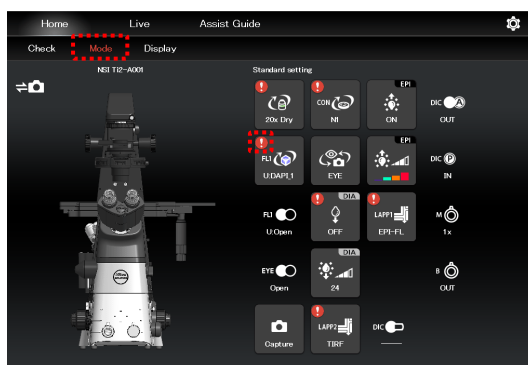 Home Live Assist Guide
Check Mode Display
NSI Ti2-A001 Standard setting
20x Dry
CON N1
EPI ON
DIC A OUT
FL1 U:DAPI_1
EYE
EPI
DIC P IN
FL1 U:Open
DIA OFF
LAPP1 EPI-FL
M 1x
EYE Open
DIA 24
B OUT
Capture
LAPP2 TIRF
DIC